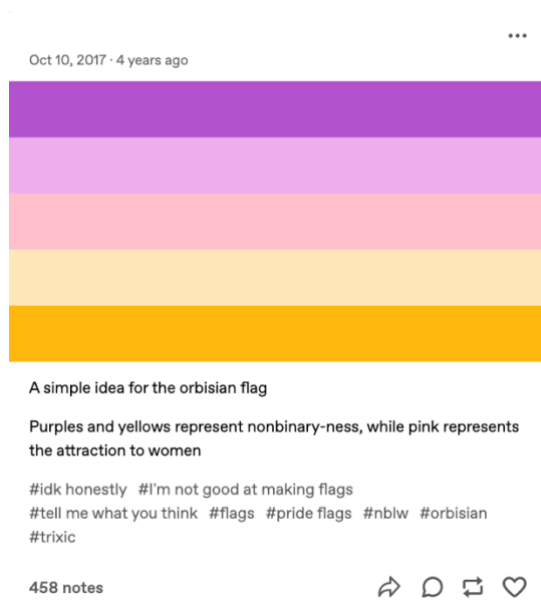 Oct 10, 2017 · 4 years ago
A simple idea for the orbisian flag
Purples and yellows represent nonbinary-ness, while pink represents
the attraction to women
#idk honestly #I'm not good at making flags
#tell me what you think #flags #pride flags #nblw #orbisian
#trixic
458 notes